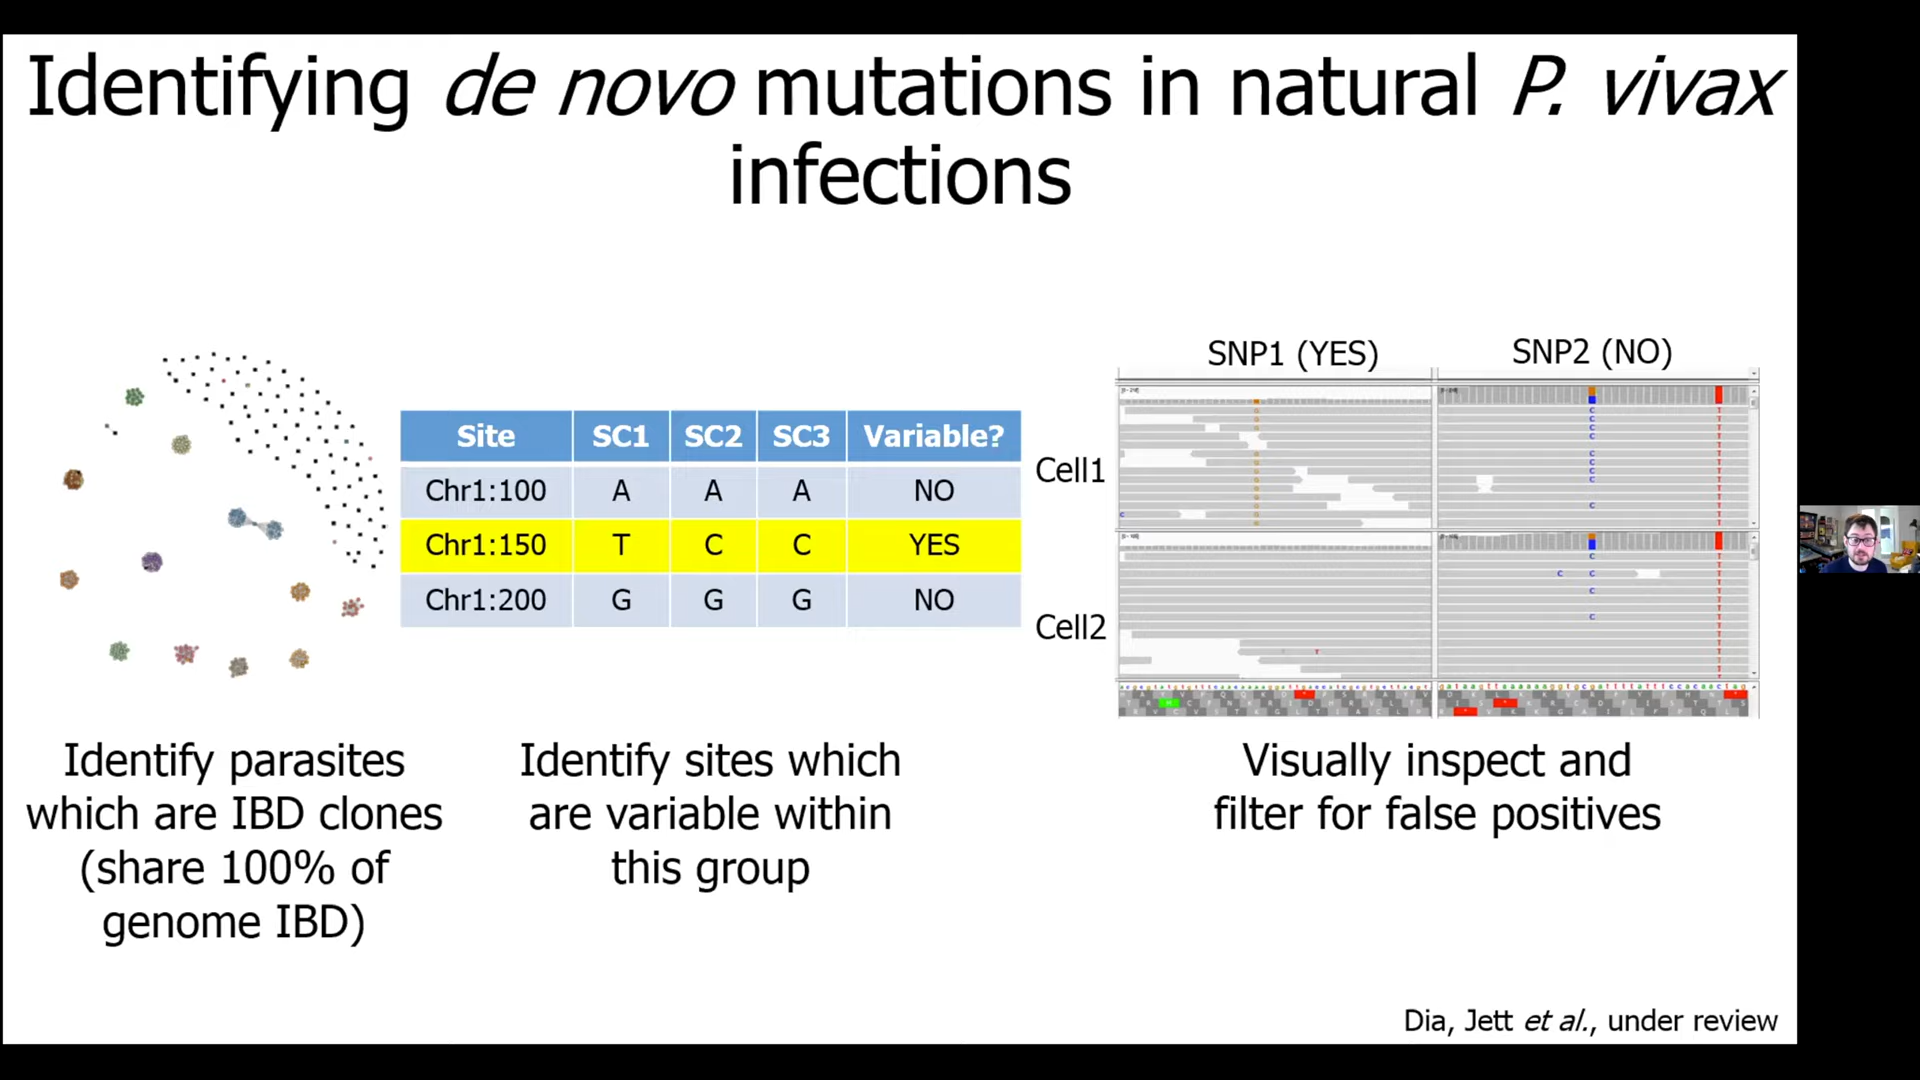 Identifying de novo mutations in natural P. vivax
infections
SNP1 (YES)
SNP2 (NO)
Site SC1 SC2 SC3 Variable?
Chr1:100 A A A NO
Chr1:150 T C C YES
Chr1:200 G G G NO
Cell1
Cell2
Identify parasites
which are IBD clones
(share 100% of
genome IBD)
Identify sites which
are variable within
this group
Visually inspect and
filter for false positives
Dia, Jett et al., under review